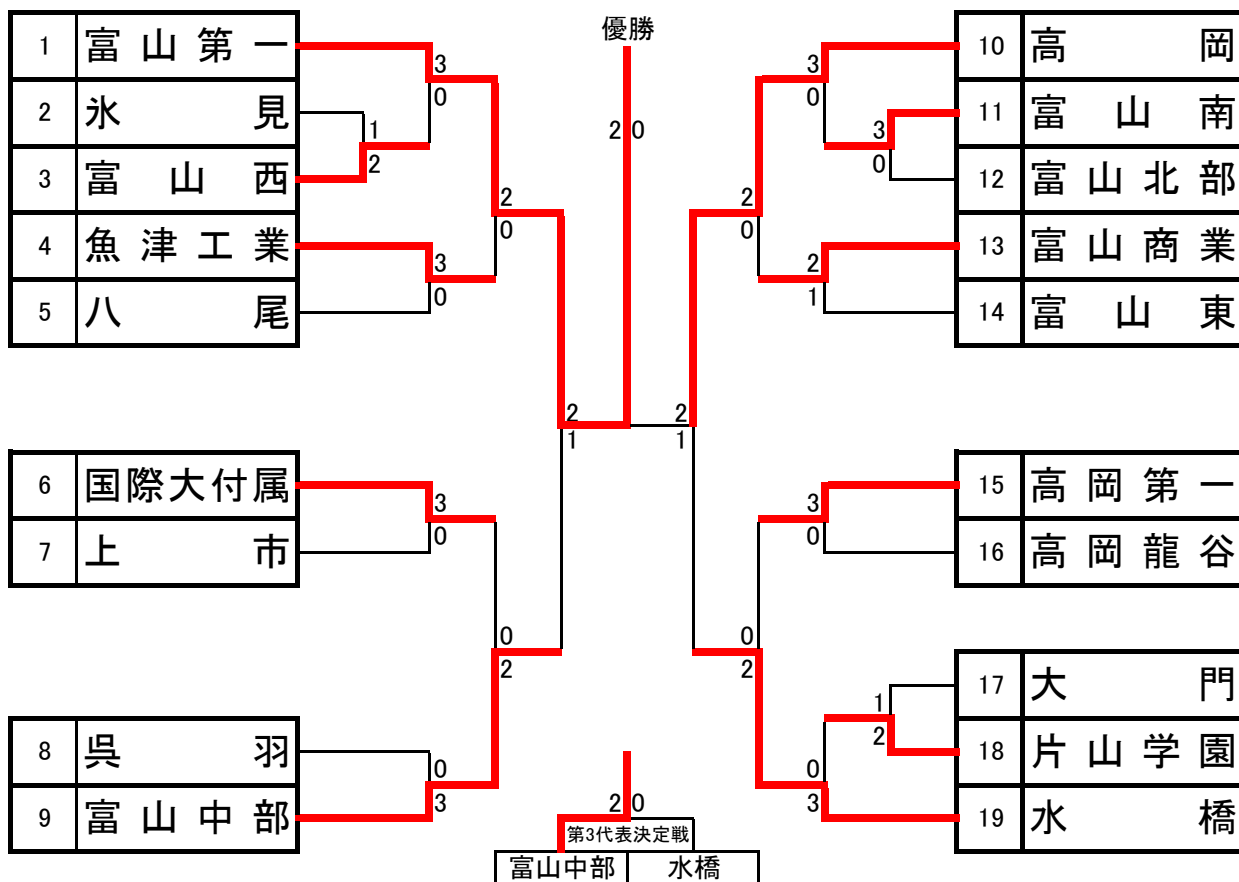 優勝
2 0
1 富山第一
2 氷見
3 富山西
4 魚津工業
5 八尾
3
0
1
2
3
0
2
0
6 国際大付属
7 上市
8 呉羽
9 富山中部
3
0
0
3
0
2
2
1
10 高岡
11 富山南
12 富山北部
13 富山商業
14 富山東
3
0
3
0
2
1
2
0
15 高岡第一
16 高岡龍谷
17 大門
18 片山学園
19 水橋
3
0
1
2
0
3
0
2
2
1
2 0
第3代表決定戦
富山中部 水橋